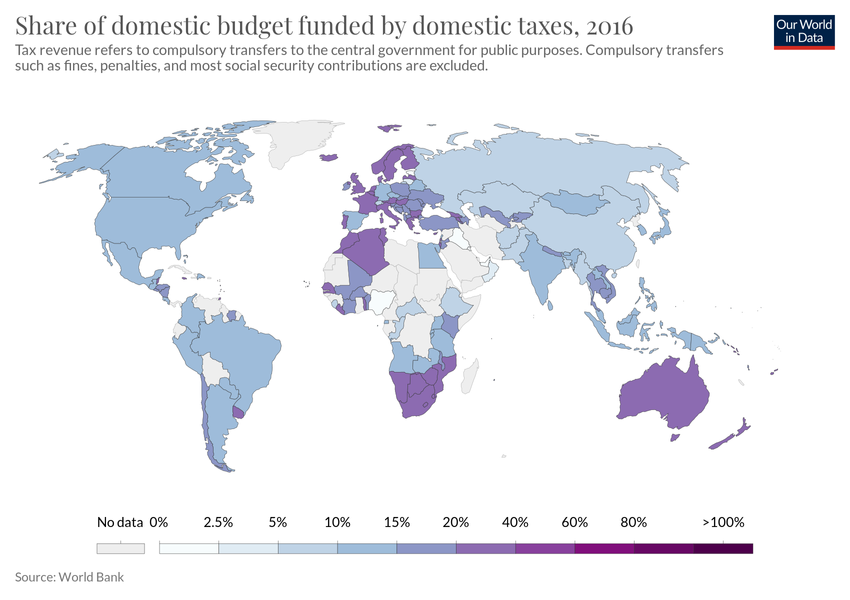 Share of domestic budget funded by domestic taxes, 2016
Our World
in Data
Tax revenue refers to compulsory transfers to the central government for public purposes. Compulsory transfers
such as fines, penalties, and most social security contributions are excluded.
No data 0% 2.5% 5% 10% 15% 20% 40% 60% 80% >100%
Source: World Bank